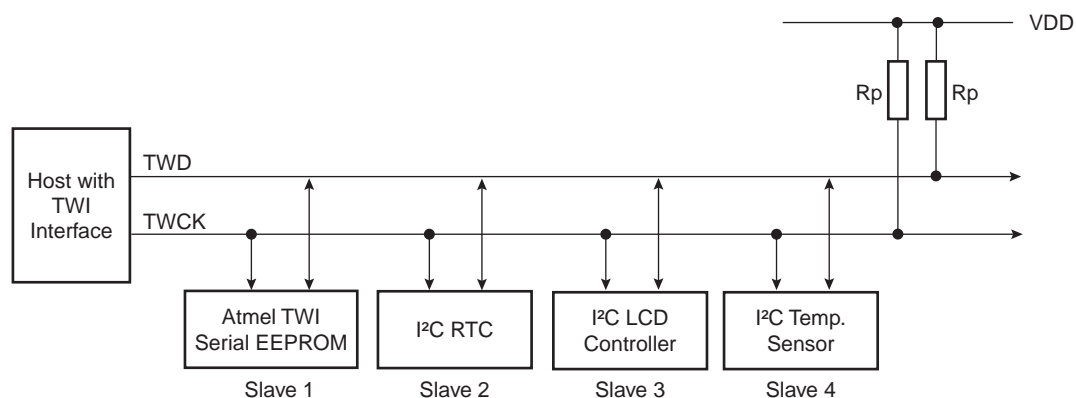 VDD
Rp
Rp
Host with
TWI
Interface
TWD
TWCK
Atmel TWI
Serial EEPROM
I²C RTC
I²C LCD
Controller
I²C Temp.
Sensor
Slave 1
Slave 2
Slave 3
Slave 4